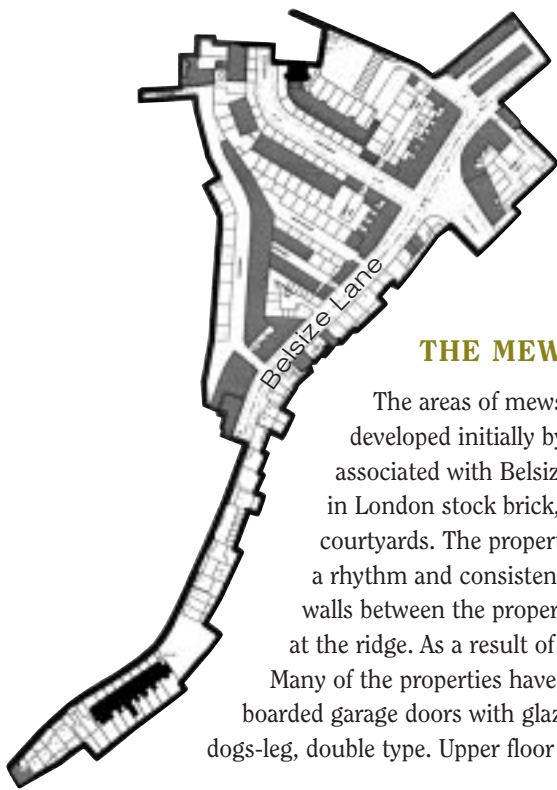 Belsize Lane
THE MEW
The areas of mews
developed initially by
associated with Belsiz
in London stock brick,
courtyards. The propert
a rhythm and consisten
walls between the proper
at the ridge. As a result of
Many of the properties have
boarded garage doors with glaz
dogs-leg, double type. Upper floor